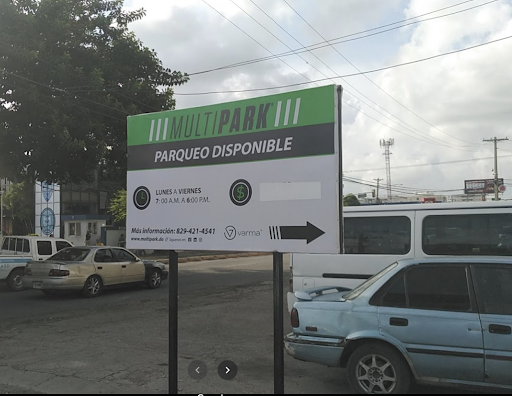 MULTIPARK
PARQUEO DISPONIBLE
LUNES A VIERNES
7:00 A.M. A 6:00 P.M.
Más información: 829-421-4541
www.multipark.do
verma